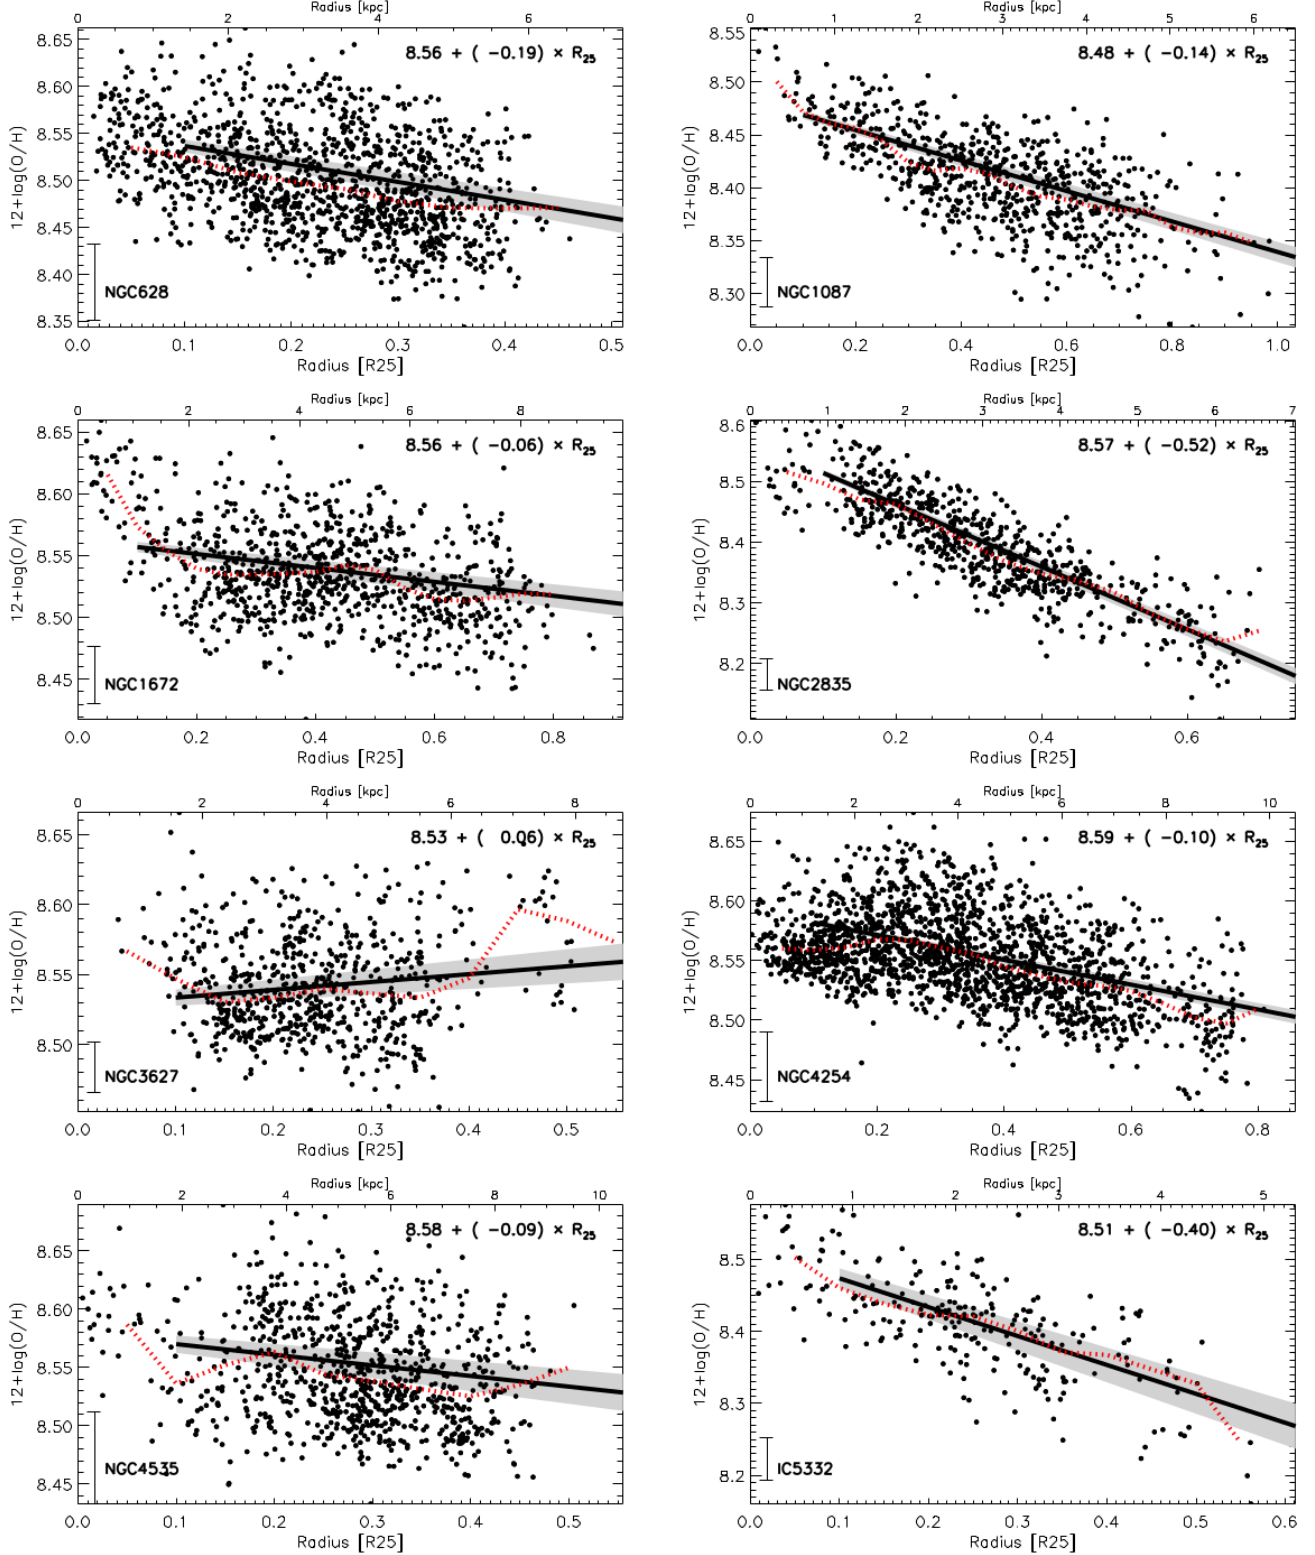 Radius [kpc]
0 2 4 6
8.56 + ( -0.19) × R25
12+log(O/H)
8.65
8.60
8.55
8.50
8.45
8.40
8.35
NGC628
0.0 0.1 0.2 0.3 0.4 0.5
Radius [R25]
Radius [kpc]
0 1 2 3 4 5 6
8.48 + ( -0.14) × R25
12+log(O/H)
8.55
8.50
8.45
8.40
8.35
8.30
NGC1087
0.0 0.2 0.4 0.6 0.8 1.0
Radius [R25]
Radius [kpc]
0 2 4 6 8
8.56 + ( -0.06) × R25
12+log(O/H)
8.65
8.60
8.55
8.50
8.45
NGC1672
0.0 0.2 0.4 0.6 0.8
Radius [R25]
Radius [kpc]
0 1 2 3 4 5 6 7
8.57 + ( -0.52) × R25
12+log(O/H)
8.6
8.5
8.4
8.3
8.2
NGC2835
0.0 0.2 0.4 0.6
Radius [R25]
Radius [kpc]
0 2 4 6 8
8.53 + ( 0.06) × R25
12+log(O/H)
8.65
8.60
8.55
8.50
NGC3627
0.0 0.1 0.2 0.3 0.4 0.5
Radius [R25]
Radius [kpc]
0 2 4 6 8 10
8.59 + ( -0.10) × R25
12+log(O/H)
8.65
8.60
8.55
8.50
8.45
NGC4254
0.0 0.2 0.4 0.6 0.8
Radius [R25]
Radius [kpc]
0 2 4 6 8 10
8.58 + ( -0.09) × R25
12+log(O/H)
8.65
8.60
8.55
8.50
8.45
NGC4535
0.0 0.1 0.2 0.3 0.4 0.5
Radius [R25]
Radius [kpc]
0 1 2 3 4 5
8.51 + ( -0.40) × R25
12+log(O/H)
8.5
8.4
8.3
8.2
IC5332
0.0 0.1 0.2 0.3 0.4 0.5 0.6
Radius [R25]